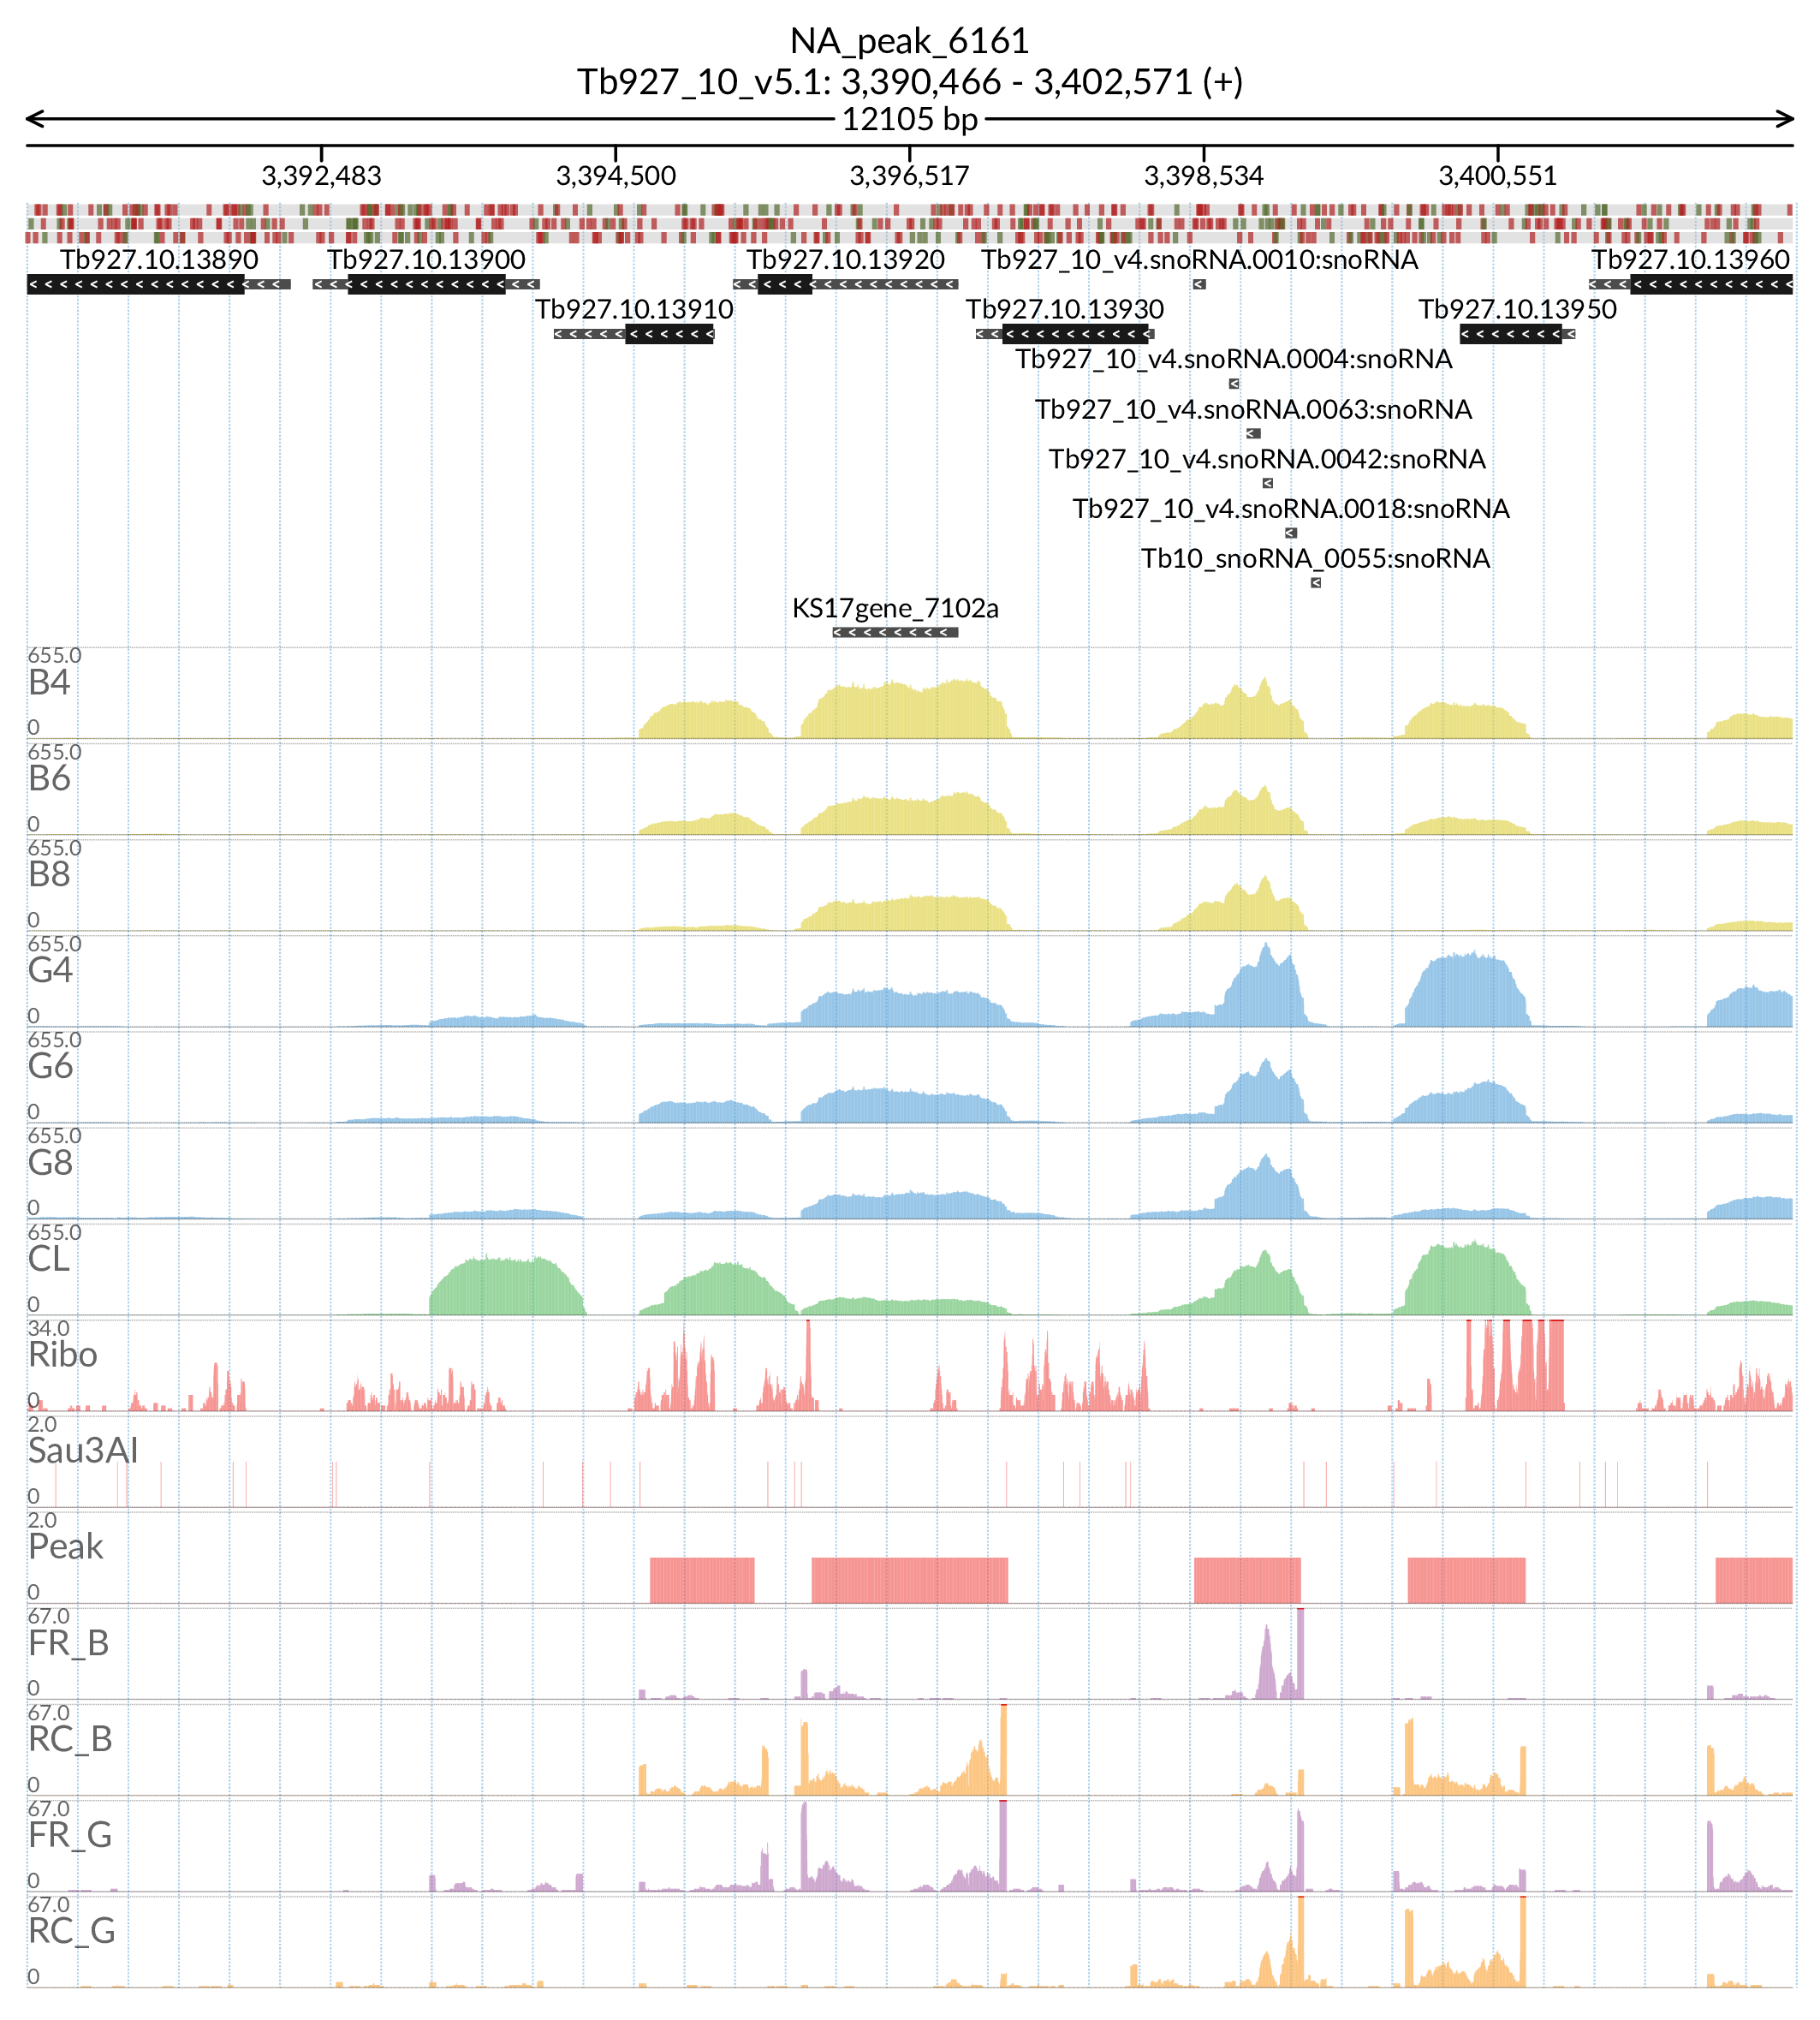 NA_peak_6161
Tb927_10_v5.1: 3,390,466 - 3,402,571 (+)
12105 bp
3,392,483 3,394,500 3,396,517 3,398,534 3,400,551
Tb927.10.13890 Tb927.10.13900 Tb927.10.13920 Tb927_10_v4.snoRNA.0010:snoRNA Tb927.10.13960
Tb927.10.13910 Tb927.10.13930 Tb927.10.13950
Tb927_10_v4.snoRNA.0004:snoRNA
Tb927_10_v4.snoRNA.0063:snoRNA
Tb927_10_v4.snoRNA.0042:snoRNA
Tb927_10_v4.snoRNA.0018:snoRNA
Tb10_snoRNA_0055:snoRNA
KS17gene_7102a
655.0
B4
0
655.0
B6
0
655.0
B8
0
655.0
G4
0
655.0
G6
0
655.0
G8
0
655.0
CL
0
34.0
Ribo
0
2.0
Sau3AI
0
2.0
Peak
0
67.0
FR_B
0
67.0
RC_B
0
67.0
FR_G
0
67.0
RC_G
0